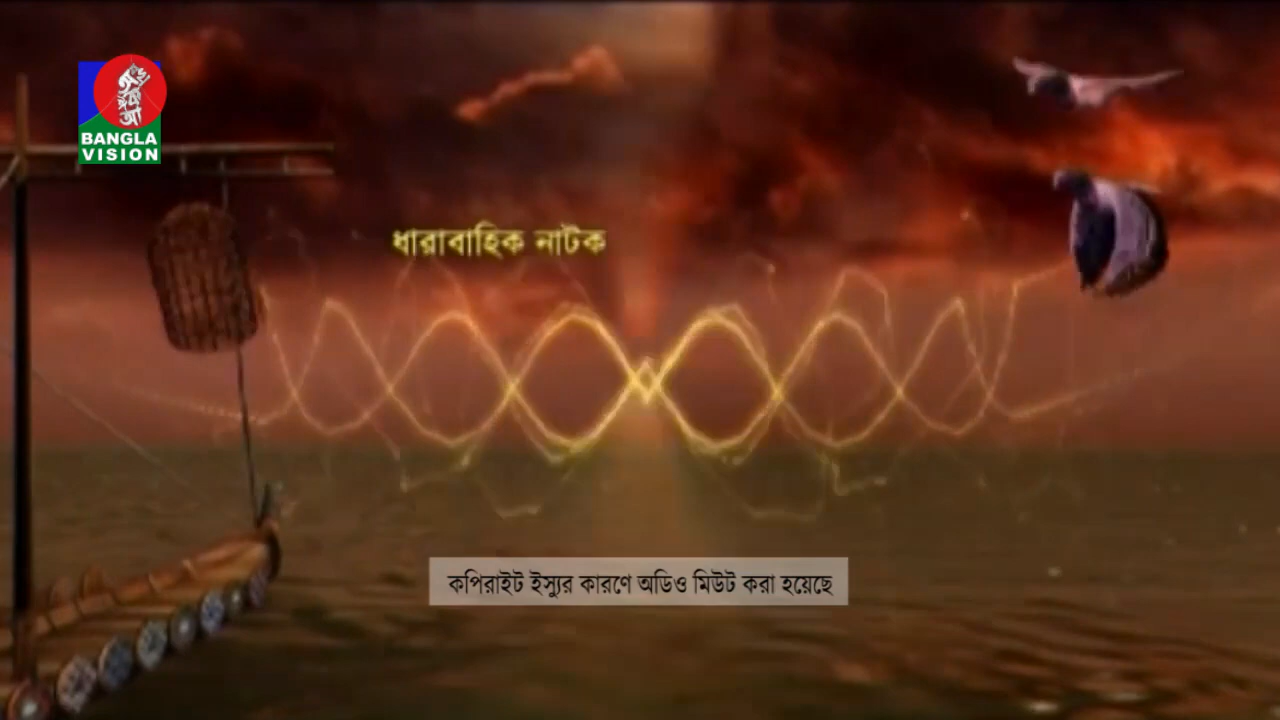 BANGLA
VISION
ধারাবাহিক নাটক
কপিরাইট ইস্যুর কারণে অডিও মিউট করা হয়েছে